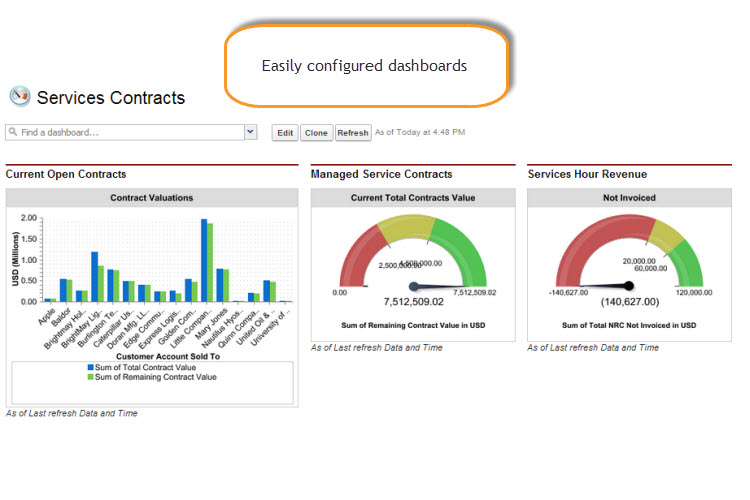 Easily configured dashboards
Services Contracts
Find a dashboard...
Edit Clone Refresh As of Today at 4:48 PM
Current Open Contracts
Contract Valuations
USD (Millions)
2.00
1.50
1.00
0.50
0.00
Apple
Baldor
Brightmay Hol..
BrightMay Lig..
Burlington Te..
Caterpillar Us..
Doran Mfg. LL..
Edge Commu..
Express Logis..
Golden Com..
Little Compan..
Mary Jones
Nautilus Hyos..
Quinn Compa..
United Oil & ..
University of ..
Customer Account Sold To
Sum of Total Contract Value
Sum of Remaining Contract Value
As of Last refresh Data and Time
Managed Service Contracts
Current Total Contracts Value
2,500,000.00
4,500,000.00
0.00
7,512,509.02
7,512,509.02
Sum of Remaining Contract Value in USD
As of Last refresh Data and Time
Services Hour Revenue
Not Invoiced
20,000.00
60,000.00
-140,627.00
120,000.00
(140,627.00)
Sum of Total NRC Not Invoiced in USD
As of Last refresh Data and Time